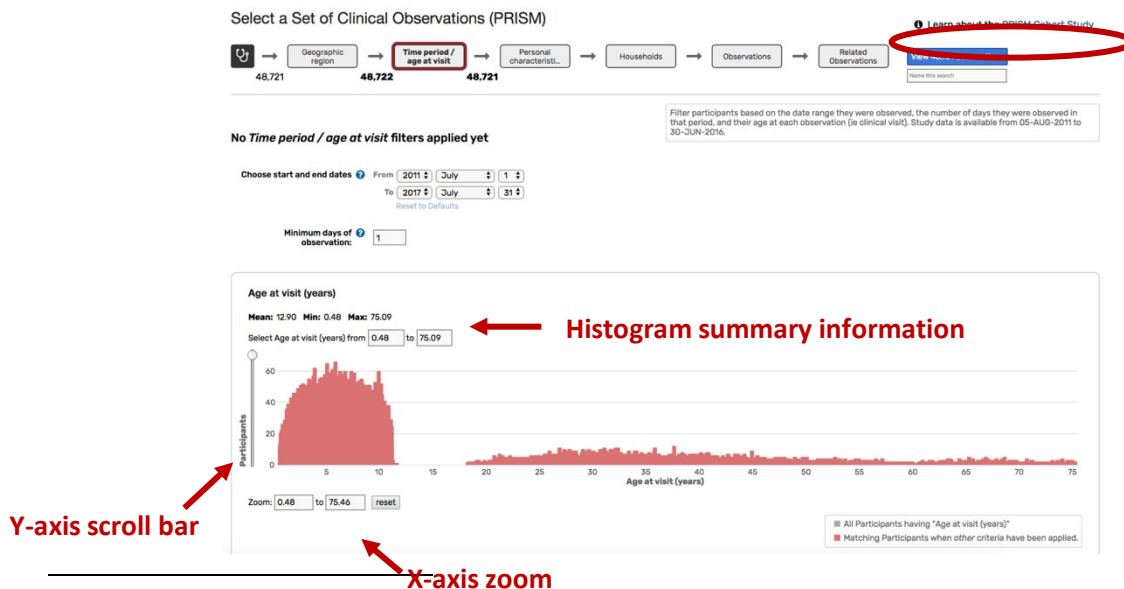 Select a Set of Clinical Observations (PRISM)
Learn about the PRISM Cohort Study
Geographic region
Time period / age at visit
Personal characteristi...
Households
Observations
Related Observations
View
48,721
48,722
48,721
Name this search
Filter participants based on the date range they were observed, the number of days they were observed in
that period, and their age at each observation (ie clinical visit). Study data is available from 05-AUG-2011 to
30-JUN-2016.
No Time period / age at visit filters applied yet
Choose start and end dates ? From 2011 July 1
To 2017 July 31
Reset to Defaults
Minimum days of ?
observation: 1
Age at visit (years)
Mean: 12.90 Min: 0.48 Max: 75.09
Histogram summary information
Select Age at visit (years) from 0.48 to 75.09
60
40
20
0
Participants
5 10 15 20 25 30 35 40 45 50 55 60 65 70 75
Age at visit (years)
Zoom: 0.48 to 75.46 reset
Y-axis scroll bar
All Participants having "Age at visit (years)"
Matching Participants when other criteria have been applied.
X-axis zoom